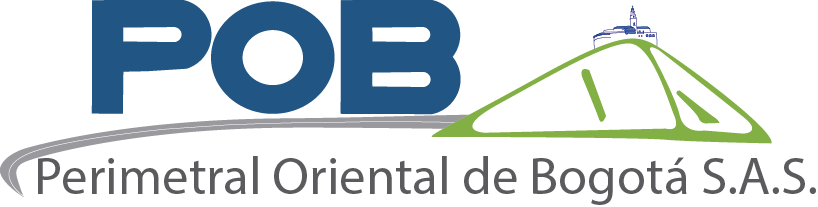 POB
Perimetral Oriental de Bogotá S.A.S.